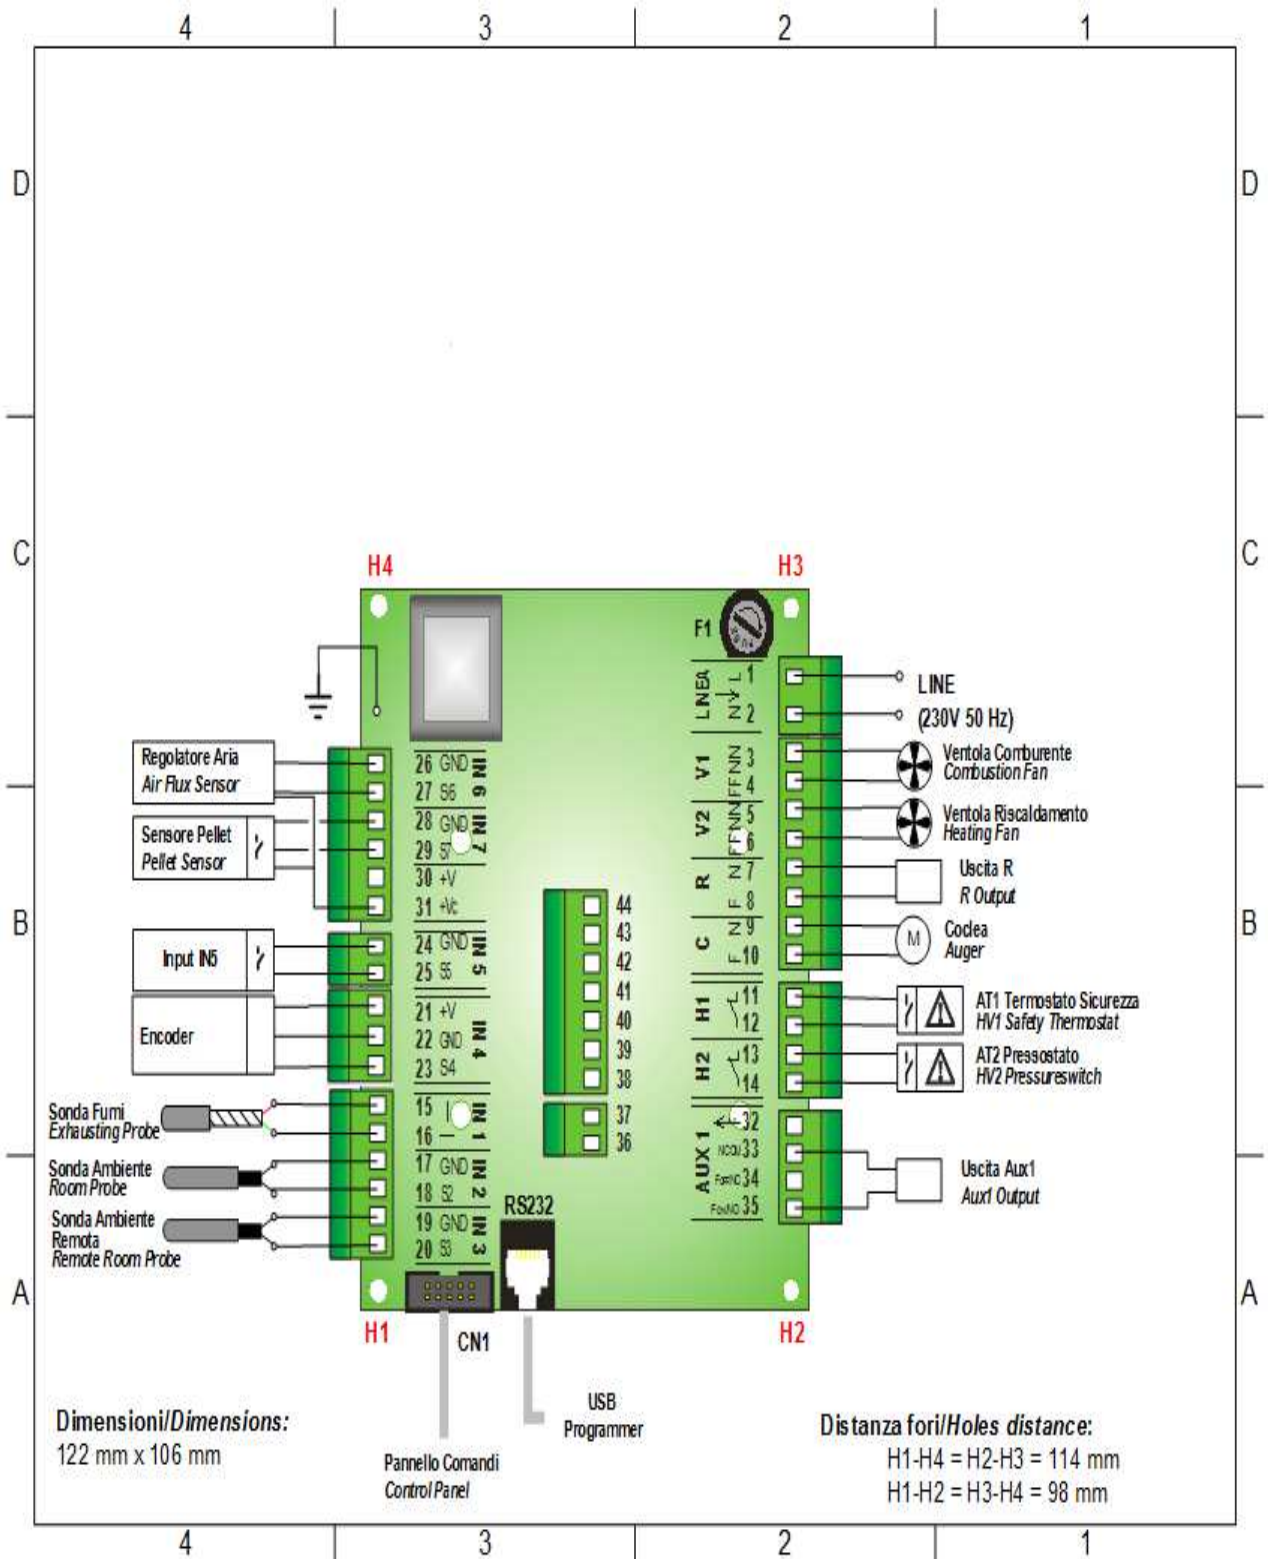 4 3 2 1
D D
C C
B B
A A
H4 H3
F1
LINEA
L 1
N 2
LINE
(230V 50 Hz)
V1
N 3
F 4
Ventola Comburente
Combustion Fan
V2
N 5
F 6
Ventola Riscaldamento
Heating Fan
R
N 7
F 8
Uscita R
R Output
C
N 9
F 10
M
Coclea
Auger
H1
11
12
AT1 Termostato Sicurezza
HV1 Safety Thermostat
H2
13
14
AT2 Pressostato
HV2 Pressureswitch
AUX 1
32
33
34
35
Uscita Aux1
Aux1 Output
Regolatore Aria
Air Flux Sensor
26 GND
27 S6
IN 6
Sensore Pellet
Pellet Sensor
28 GND
29 S7
IN 7
30 +V
31 +Vc
Input IN5
24 GND
25 S5
IN 5
Encoder
21 +V
22 GND
23 S4
IN 4
Sonda Fumi
Exhausting Probe
15
16
IN 1
Sonda Ambiente
Room Probe
17 GND
18 S2
IN 2
Sonda Ambiente
Remota
Remote Room Probe
19 GND
20 S3
IN 3
44
43
42
41
40
39
38
37
36
RS232
H1 CN1 H2
USB
Programmer
Pannello Comandi
Control Panel
Dimensioni/Dimensions:
122 mm x 106 mm
Distanza fori/Holes distance:
H1-H4 = H2-H3 = 114 mm
H1-H2 = H3-H4 = 98 mm
4 3 2 1